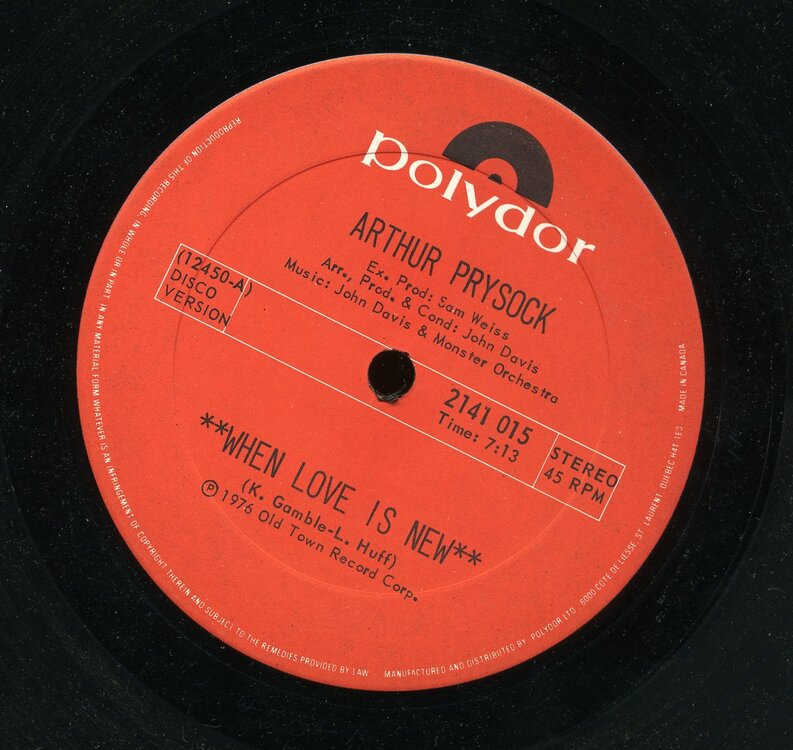 polydor
ARTHUR PRYSOCK
Ex. Prod: Sam Weiss
Arr., Prod. & Cond: John Davis
Music: John Davis & Monster Orchestra
(12450-A)
DISCO
VERSION
2141 015
Time: 7:13
STEREO
45 RPM
**WHEN LOVE IS NEW**
(K. Gamble-L. Huff)
℗ 1976 Old Town Record Corp.
REPRODUCTION OF THIS RECORDING, IN WHOLE OR IN PART, IN ANY MATERIAL FORM WHATEVER IS AN INFRINGEMENT OF COPYRIGHT THEREIN AND SUBJECT TO THE REMEDIES PROVIDED BY LAW
MANUFACTURED AND DISTRIBUTED BY POLYDOR LTD. 6000 COTE DE LIESSE, ST LAURENT QUEBEC H4T 1E3 MADE IN CANADA